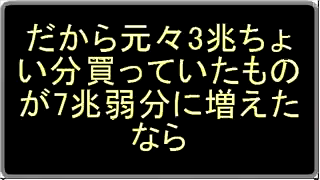 だから元々3兆ちょ
い分買っていたもの
が7兆弱分に増えた
なら